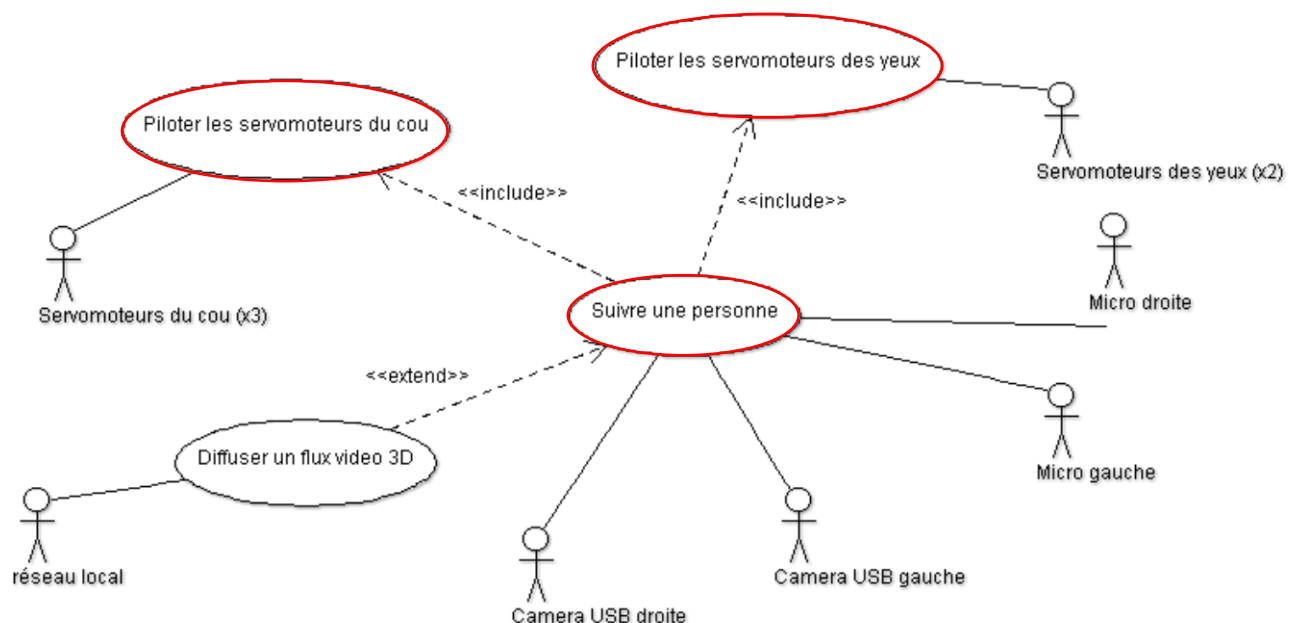 Piloter les servomoteurs des yeux
Piloter les servomoteurs du cou
Servomoteurs des yeux (x2)
<<include>>
<<include>>
Servomoteurs du cou (x3)
Micro droite
Suivre une personne
<<extend>>
Diffuser un flux video 3D
Micro gauche
réseau local
Camera USB gauche
Camera USB droite